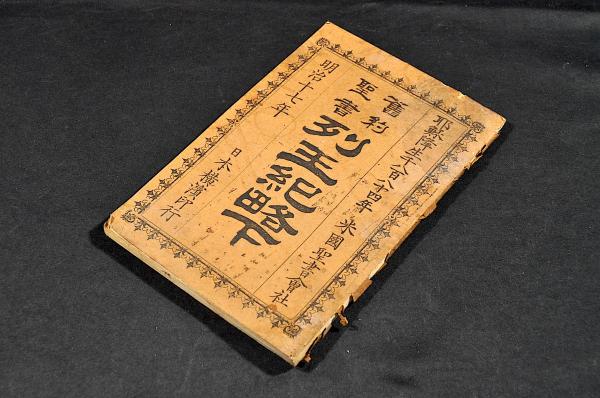 耶穌降生千八百八十四年 米國聖書會社
舊約
聖書
列王紀略下
明治十七年 日本横濱印行